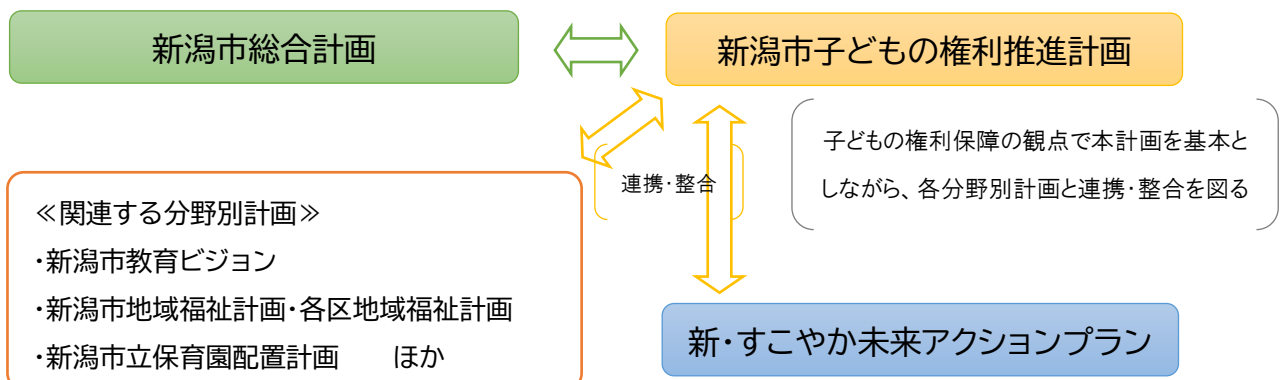 新潟市総合計画
新潟市子どもの権利推進計画
子どもの権利保障の観点で本計画を基本と
しながら、各分野別計画と連携・整合を図る
連携・整合
≪関連する分野別計画≫
・新潟市教育ビジョン
・新潟市地域福祉計画・各区地域福祉計画
・新潟市立保育園配置計画　　ほか
新・すこやか未来アクションプラン